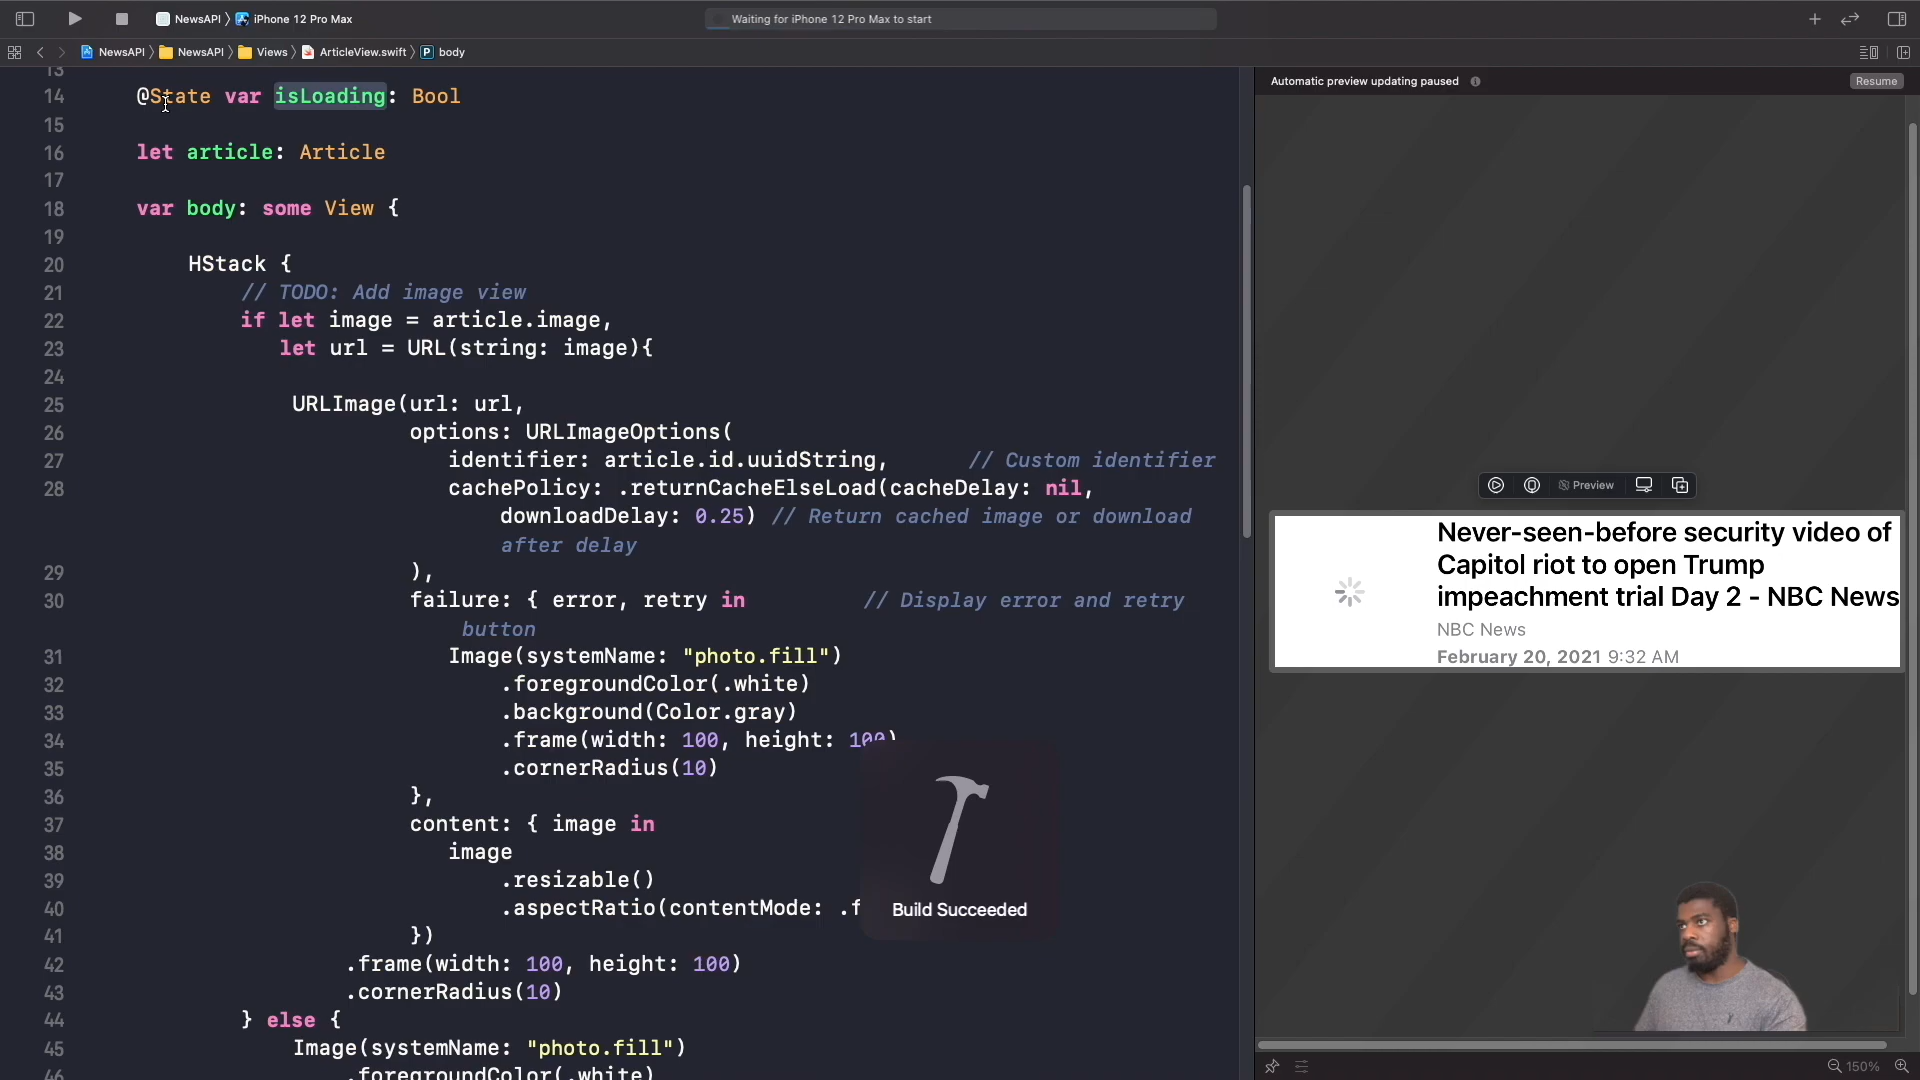 NewsAPI
iPhone 12 Pro Max
Waiting for iPhone 12 Pro Max to start
NewsAPI
NewsAPI
Views
ArticleView.swift
P body
Automatic preview updating paused
Resume
13
14 @State var isLoading: Bool
15
16 let article: Article
17
18 var body: some View {
19
20 HStack {
21 // TODO: Add image view
22 if let image = article.image,
23 let url = URL(string: image){
24
25 URLImage(url: url,
26 options: URLImageOptions(
27 identifier: article.id.uuidString, // Custom identifier
28 cachePolicy: .returnCacheElseLoad(cacheDelay: nil,
downloadDelay: 0.25) // Return cached image or download
after delay
29 ),
30 failure: { error, retry in // Display error and retry
button
31 Image(systemName: "photo.fill")
32 .foregroundColor(.white)
33 .background(Color.gray)
34 .frame(width: 100, height: 100)
35 .cornerRadius(10)
36 },
37 content: { image in
38 image
39 .resizable()
40 .aspectRatio(contentMode: .f
41 })
42 .frame(width: 100, height: 100)
43 .cornerRadius(10)
44 } else {
45 Image(systemName: "photo.fill")
46 .foregroundColor(.white)
Build Succeeded
Preview
Never-seen-before security video of
Capitol riot to open Trump
impeachment trial Day 2 - NBC News
NBC News
February 20, 2021 9:32 AM
150%